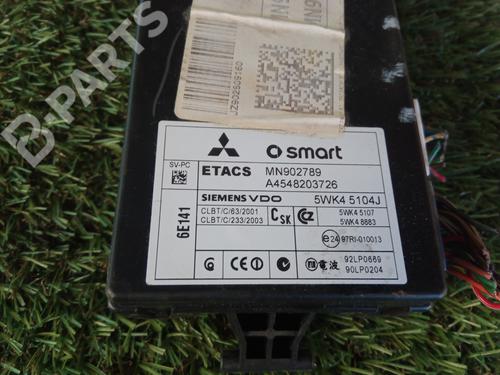 JZ902609160
SV-PC
6E141
smart
ETACS MN902789
A4548203726
SIEMENS VDO 5WK4 5104J
CLBT/C/63/2001
CLBT/C/233/2003
CSK
5WK4 5107
5WK4 8883
e24 97RI-010013
92LP0669
90LP0204
B-PARTS